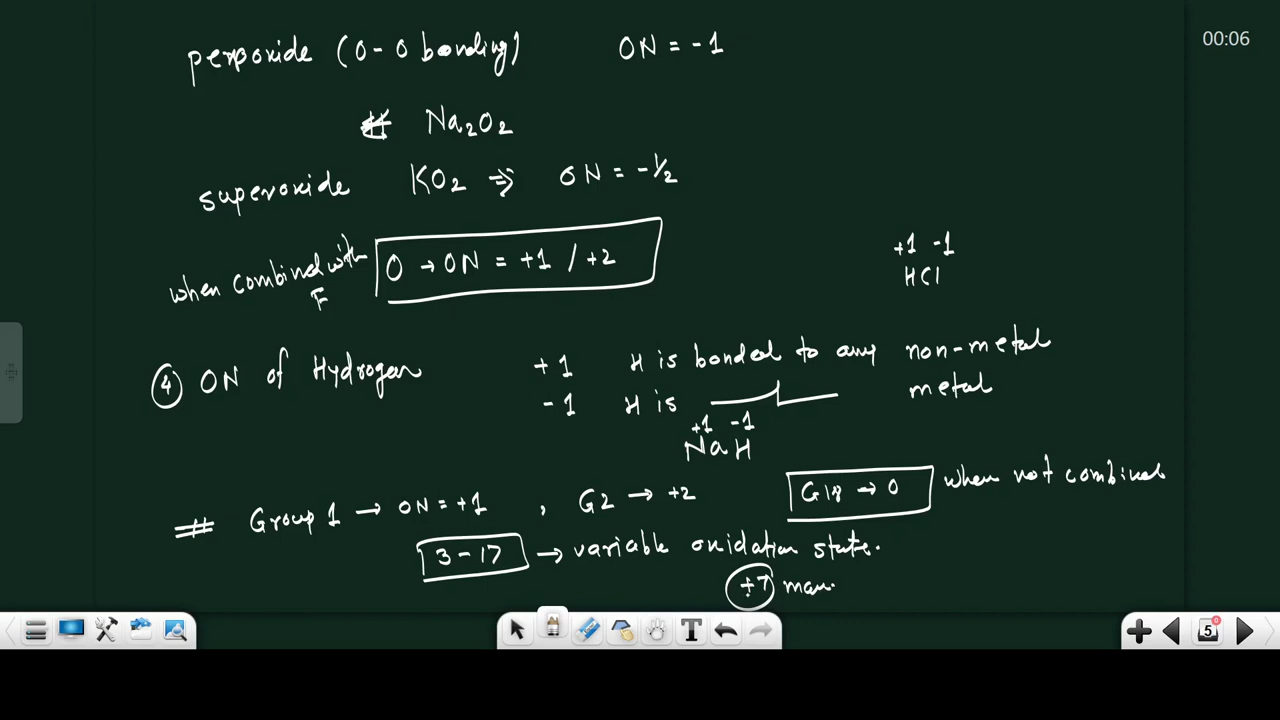 00:06
perpoxide (O-O bonding) ON = -1
# Na₂O₂
superoxide KO₂ ⇒ ON = -1/2
when combined with F O → ON = +1 / +2
+1 -1
HCl
④ ON of Hydrogen +1 H is bonded to any non-metal
-1 H is metal
+1 -1
NaH
# Group 1 → ON = +1 , G2 → +2 G18 → 0 when not combined
3-17 → variable oxidation state.
+7 max.
T
5